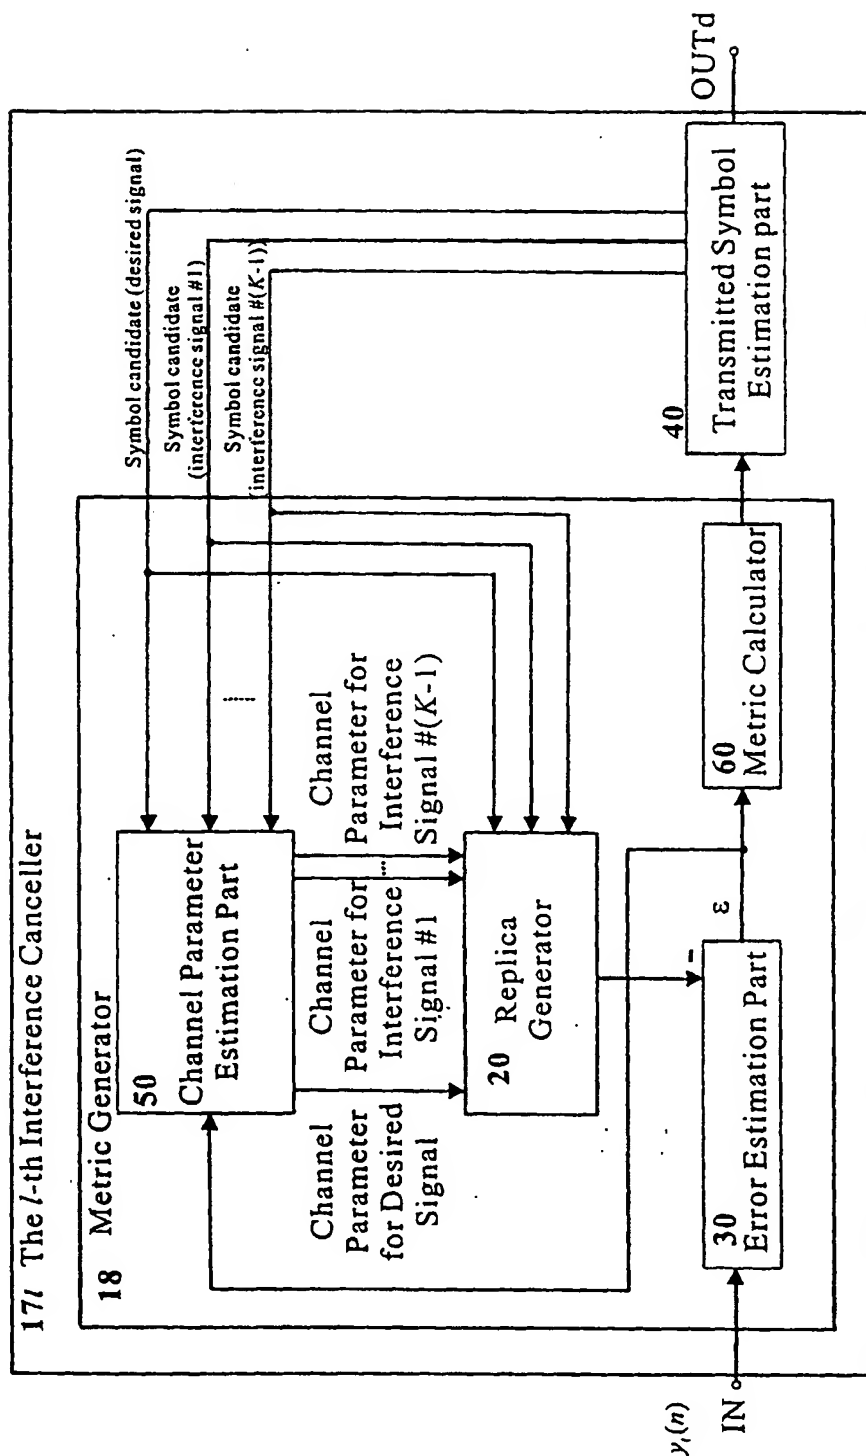 17l The l-th Interference Canceller
18 Metric Generator
50
Channel Parameter
Estimation Part
Symbol candidate (desired signal)
Symbol candidate
(interference signal #1)
Symbol candidate
(interference signal #(K-1))
Channel
Parameter
for Desired
Signal
Channel
Parameter for
Interference
Signal #1
Channel
Parameter for
Interference
Signal #(K-1)
20 Replica
Generator
-
ε
30
Error Estimation Part
60
Metric Calculator
40
Transmitted Symbol
Estimation part
OUTd
yl(n)
IN